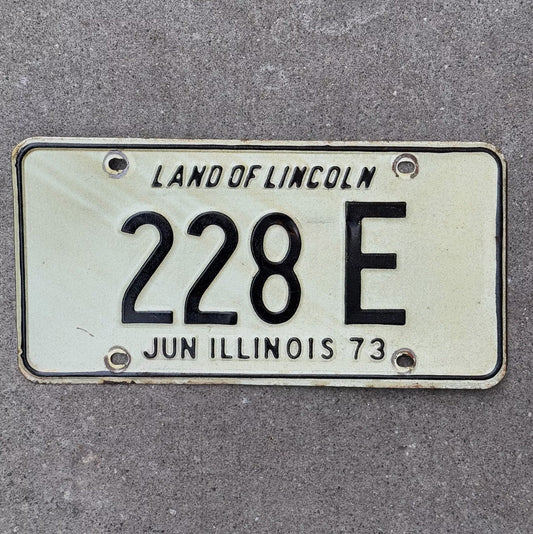 LAND OF LINCOLN
228 E
JUN ILLINOIS 73